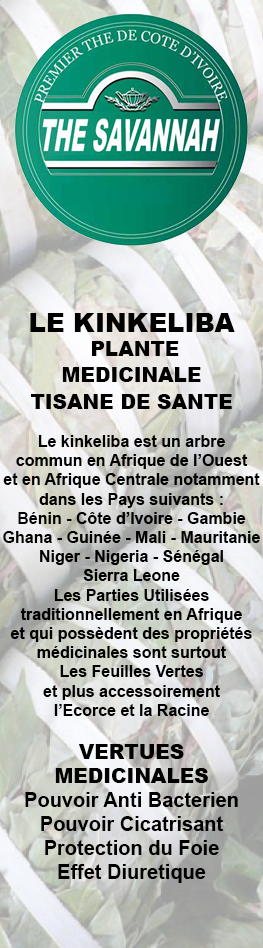 PREMIER THE DE COTE D'IVOIRE
THE SAVANNAH
LE KINKELIBA
PLANTE
MEDICINALE
TISANE DE SANTE
Le kinkeliba est un arbre
commun en Afrique de l'Ouest
et en Afrique Centrale notamment
dans les Pays suivants :
Bénin - Côte d'Ivoire - Gambie
Ghana - Guinée - Mali - Mauritanie
Niger - Nigeria - Sénégal
Sierra Leone
Les Parties Utilisées
traditionnellement en Afrique
et qui possèdent des propriétés
médicinales sont surtout
Les Feuilles Vertes
et plus accessoirement
l'Ecorce et la Racine
VERTUES
MEDICINALES
Pouvoir Anti Bacterien
Pouvoir Cicatrisant
Protection du Foie
Effet Diuretique